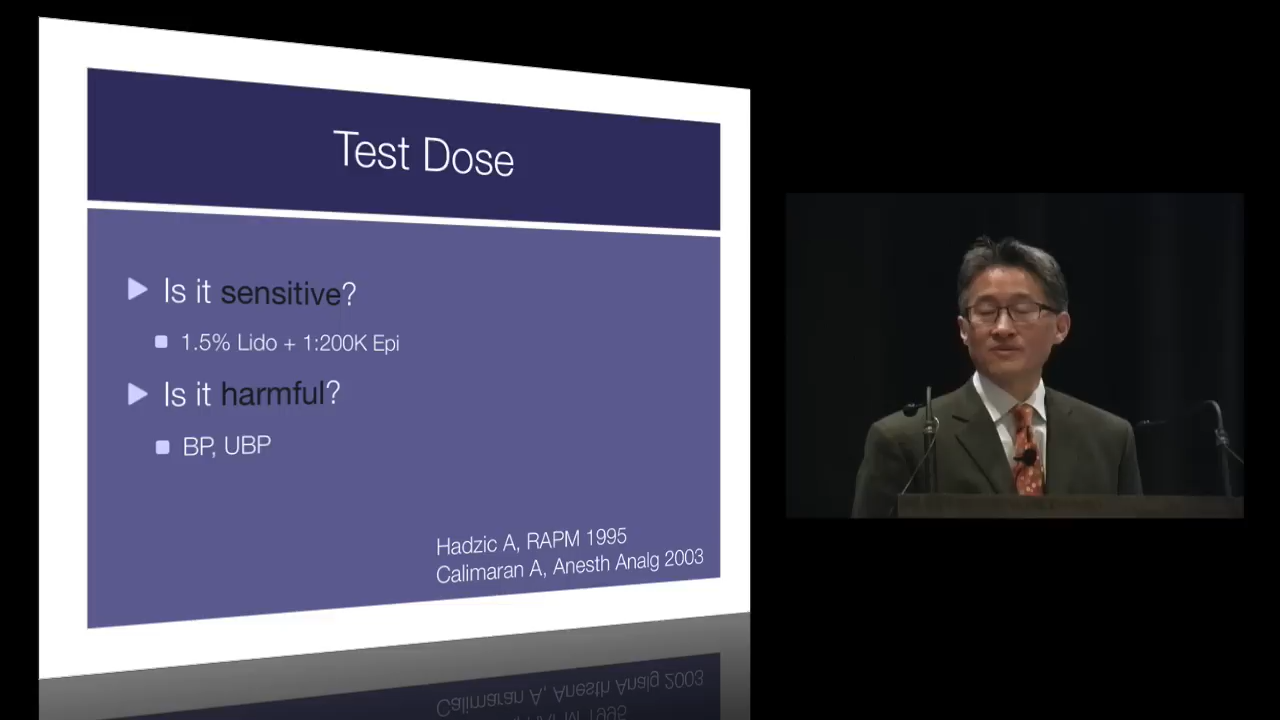 Test Dose
Is it sensitive?
1.5% Lido + 1:200K Epi
Is it harmful?
BP, UBP
Hadzic A, RAPM 1995
Calimaran A, Anesth Analg 2003